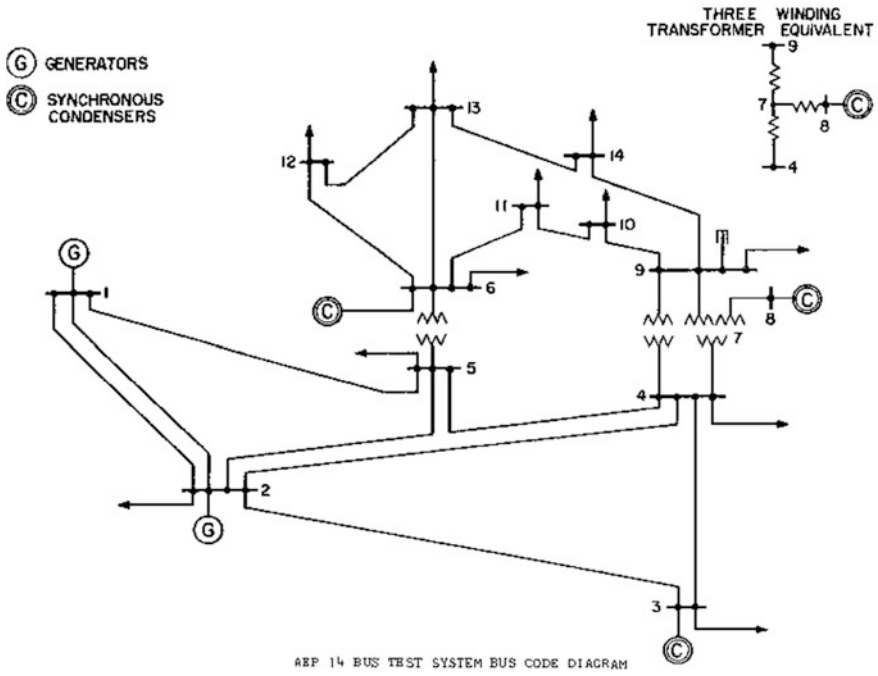 THREE WINDING
TRANSFORMER EQUIVALENT
9
7
C
8
4
G GENERATORS
C SYNCHRONOUS
CONDENSERS
13
12
14
11
10
G
1
9
C
6
8
C
7
5
4
2
G
3
C
AEP 14 BUS TEST SYSTEM BUS CODE DIAGRAM